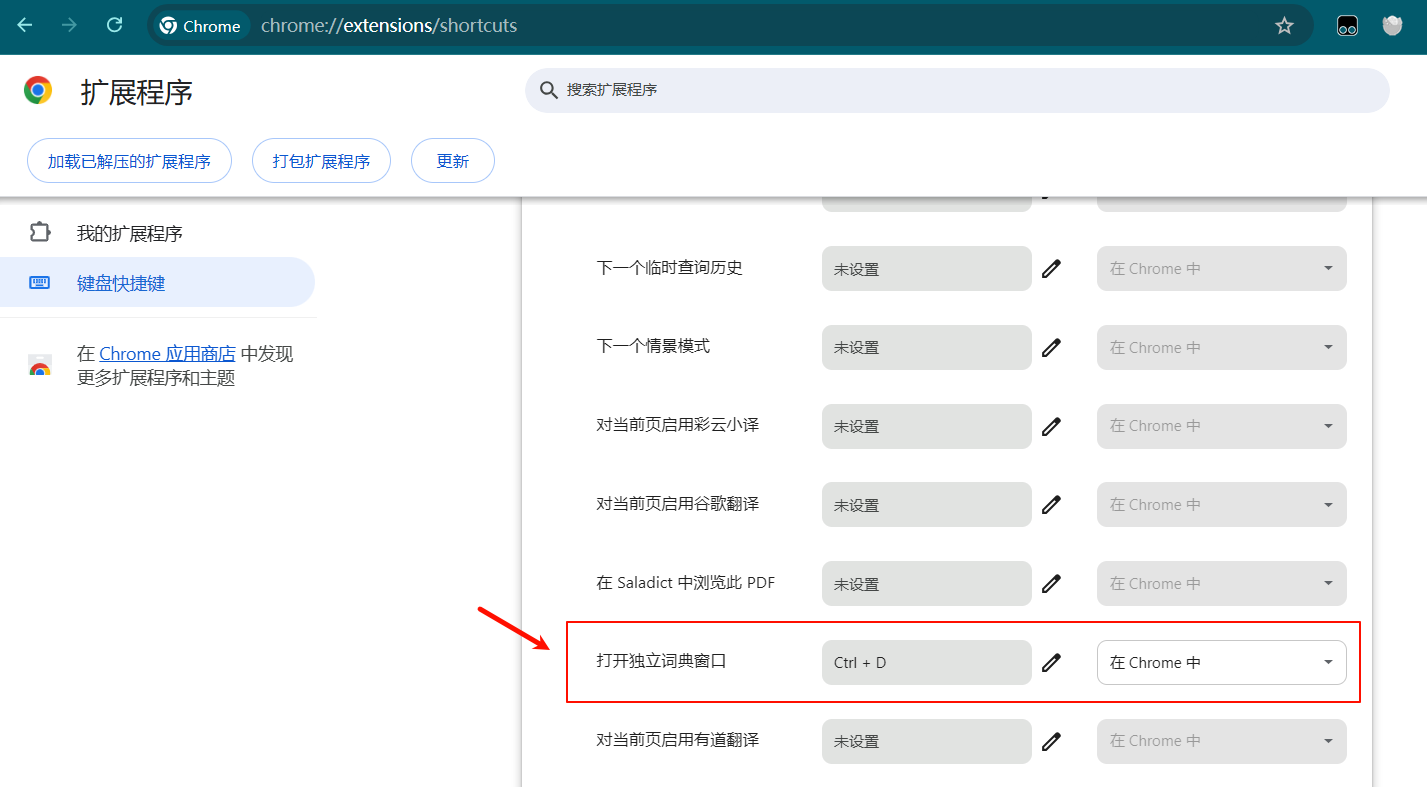 Chrome chrome://extensions/shortcuts
扩展程序
搜索扩展程序
加载已解压的扩展程序 打包扩展程序 更新
我的扩展程序
键盘快捷键
在 Chrome 应用商店 中发现
更多扩展程序和主题
下一个临时查询历史 未设置 在 Chrome 中
下一个情景模式 未设置 在 Chrome 中
对当前页启用彩云小译 未设置 在 Chrome 中
对当前页启用谷歌翻译 未设置 在 Chrome 中
在 Saladict 中浏览此 PDF 未设置 在 Chrome 中
打开独立词典窗口 Ctrl + D 在 Chrome 中
对当前页启用有道翻译 未设置 在 Chrome 中